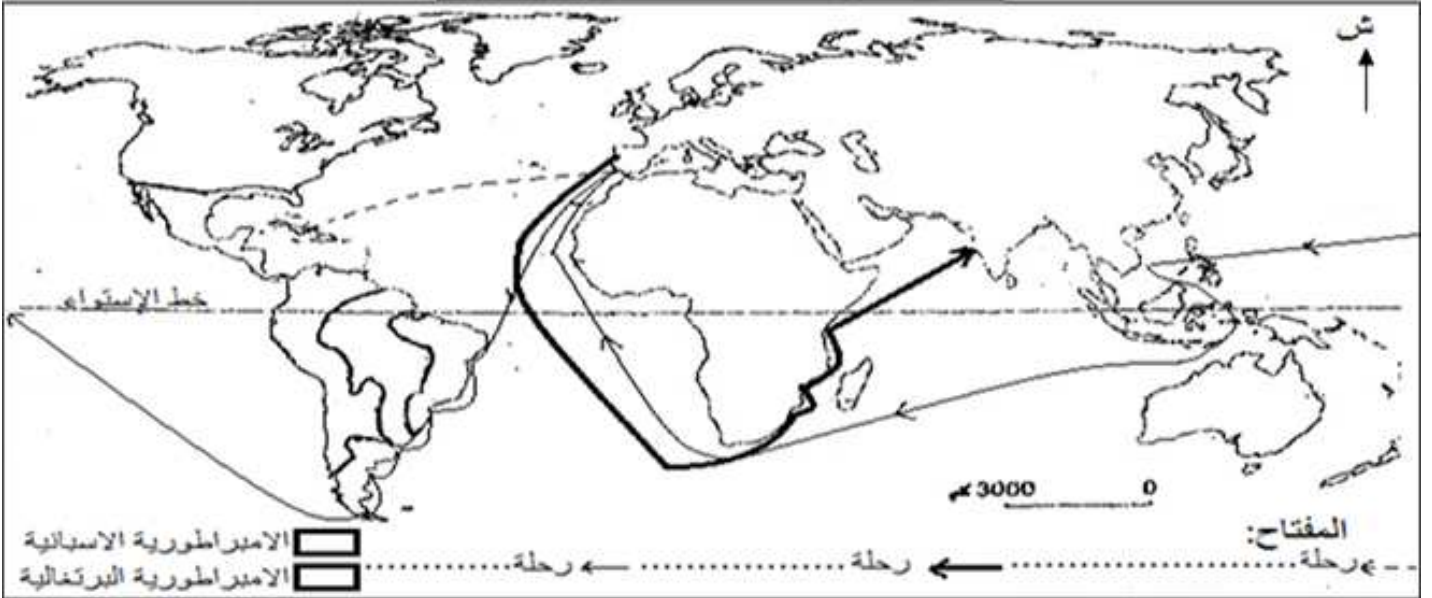 ش
خط الإستواء
0 3000 كم
المفتاح:
رحلة.......................... رحلة......................... رحلة.....................
الامبراطورية الاسبانية
الامبراطورية البرتغالية